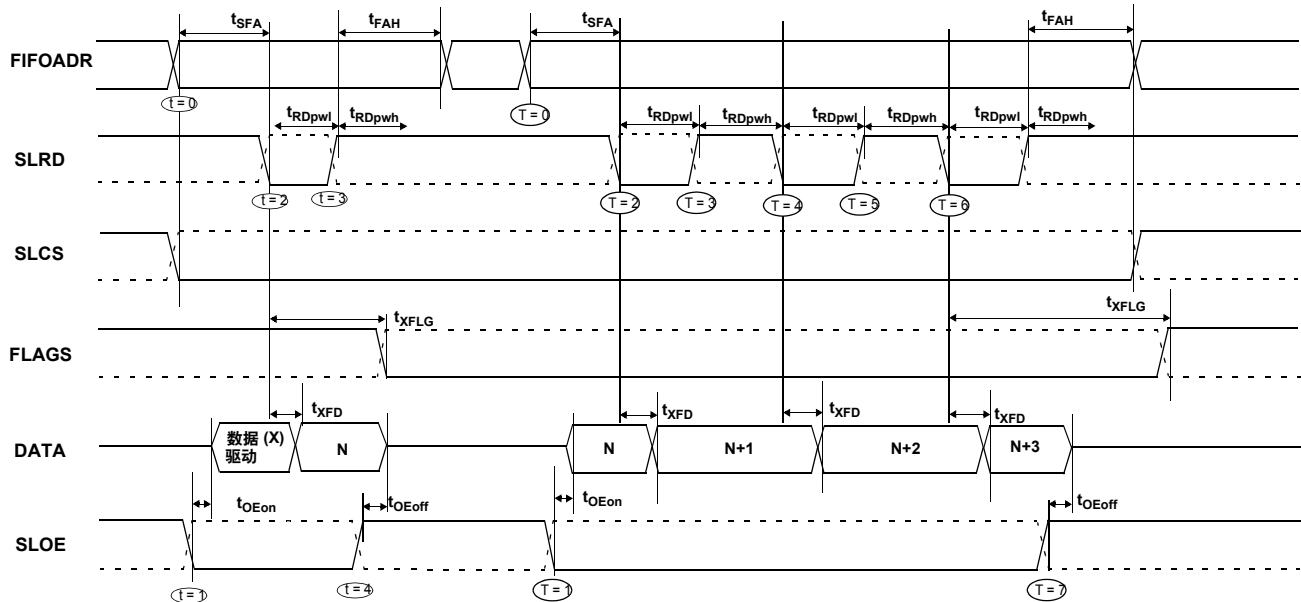 tSFA tFAH tSFA tFAH
FIFOADR
t = 0 T = 0
tRDpwl tRDpwh tRDpwl tRDpwh tRDpwl tRDpwh tRDpwl tRDpwh
SLRD
t = 2 t = 3 T = 2 T = 3 T = 4 T = 5 T = 6
SLCS
tXFLG tXFLG
FLAGS
tXFD tXFD tXFD tXFD
DATA
数据 (X)
驱动
N N N+1 N+2 N+3
tOEon tOEoff tOEon tOEoff
SLOE
t = 1 t = 4 T = 1 T = 7